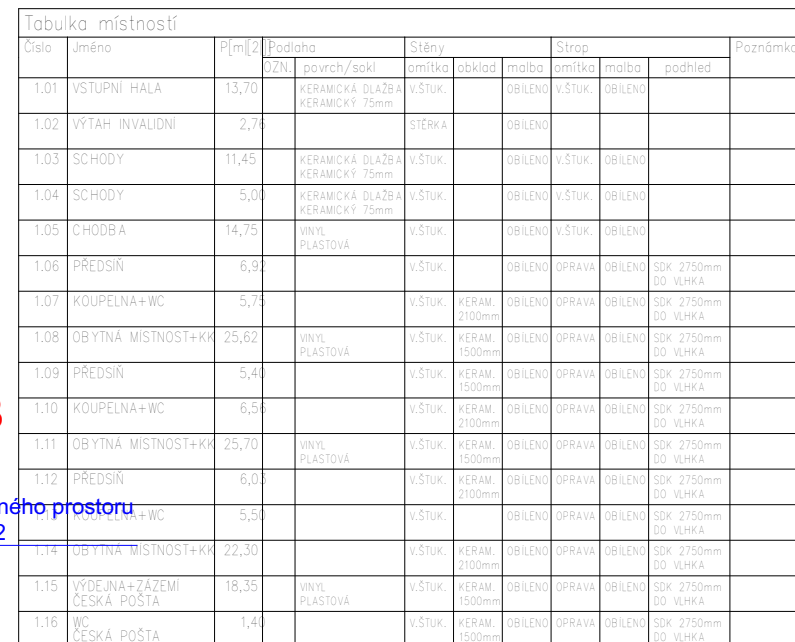 Tabulka místností
Číslo Jméno P[m|[2|]] Podlaha Stěny Strop Poznámka
OZN. povrch/sokl omítka obklad malba omítka malba podhled
1.01 VSTUPNÍ HALA 13,70 KERAMICKÁ DLAŽBA V.ŠTUK. OBÍLENO V.ŠTUK. OBÍLENO
KERAMICKÝ 75mm
1.02 VÝTAH INVALIDNÍ 2,76 STĚRKA OBÍLENO
1.03 SCHODY 11,45 KERAMICKÁ DLAŽBA V.ŠTUK. OBÍLENO V.ŠTUK. OBÍLENO
KERAMICKÝ 75mm
1.04 SCHODY 5,00 KERAMICKÁ DLAŽBA V.ŠTUK. OBÍLENO V.ŠTUK. OBÍLENO
KERAMICKÝ 75mm
1.05 CHODBA 14,75 VINYL V.ŠTUK. OBÍLENO V.ŠTUK. OBÍLENO
PLASTOVÁ
1.06 PŘEDSÍŇ 6,92 V.ŠTUK. OBÍLENO OPRAVA OBÍLENO SDK 2750mm
DO VLHKA
1.07 KOUPELNA+WC 5,75 V.ŠTUK. KERAM. OBÍLENO OPRAVA OBÍLENO SDK 2750mm
2100mm DO VLHKA
1.08 OBYTNÁ MÍSTNOST+KK 25,62 VINYL V.ŠTUK. KERAM. OBÍLENO OPRAVA OBÍLENO SDK 2750mm
PLASTOVÁ 1500mm DO VLHKA
1.09 PŘEDSÍŇ 5,40 V.ŠTUK. KERAM. OBÍLENO OPRAVA OBÍLENO SDK 2750mm
1500mm DO VLHKA
1.10 KOUPELNA+WC 6,56 V.ŠTUK. KERAM. OBÍLENO OPRAVA OBÍLENO SDK 2750mm
2100mm DO VLHKA
1.11 OBYTNÁ MÍSTNOST+KK 25,70 VINYL V.ŠTUK. KERAM. OBÍLENO OPRAVA OBÍLENO SDK 2750mm
PLASTOVÁ 1500mm DO VLHKA
1.12 PŘEDSÍŇ 6,03 V.ŠTUK. KERAM. OBÍLENO OPRAVA OBÍLENO SDK 2750mm
2100mm DO VLHKA
ného prostoru
1.13 KOUPELNA+WC 5,50 V.ŠTUK. OBÍLENO OPRAVA OBÍLENO SDK 2750mm
DO VLHKA
2
1.14 OBYTNÁ MÍSTNOST+KK 22,30 V.ŠTUK. KERAM. OBÍLENO OPRAVA OBÍLENO SDK 2750mm
2100mm DO VLHKA
1.15 VÝDEJNA+ZÁZEMÍ 18,35 VINYL V.ŠTUK. KERAM. OBÍLENO OPRAVA OBÍLENO SDK 2750mm
ČESKÁ POŠTA PLASTOVÁ 1500mm DO VLHKA
1.16 WC 1,40 V.ŠTUK. KERAM. OBÍLENO OPRAVA OBÍLENO SDK 2750mm
ČESKÁ POŠTA 1500mm DO VLHKA